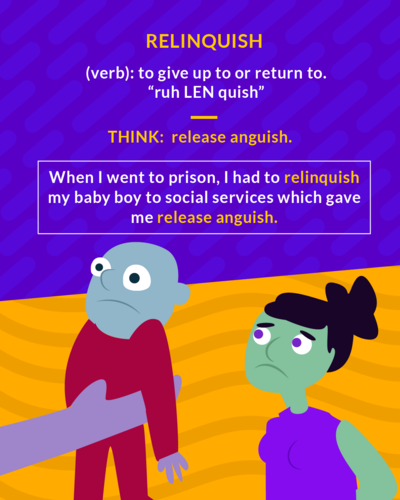 RELINQUISH
(verb): to give up to or return to.
“ruh LEN quish”
THINK: release anguish.
When I went to prison, I had to relinquish
my baby boy to social services which gave
me release anguish.